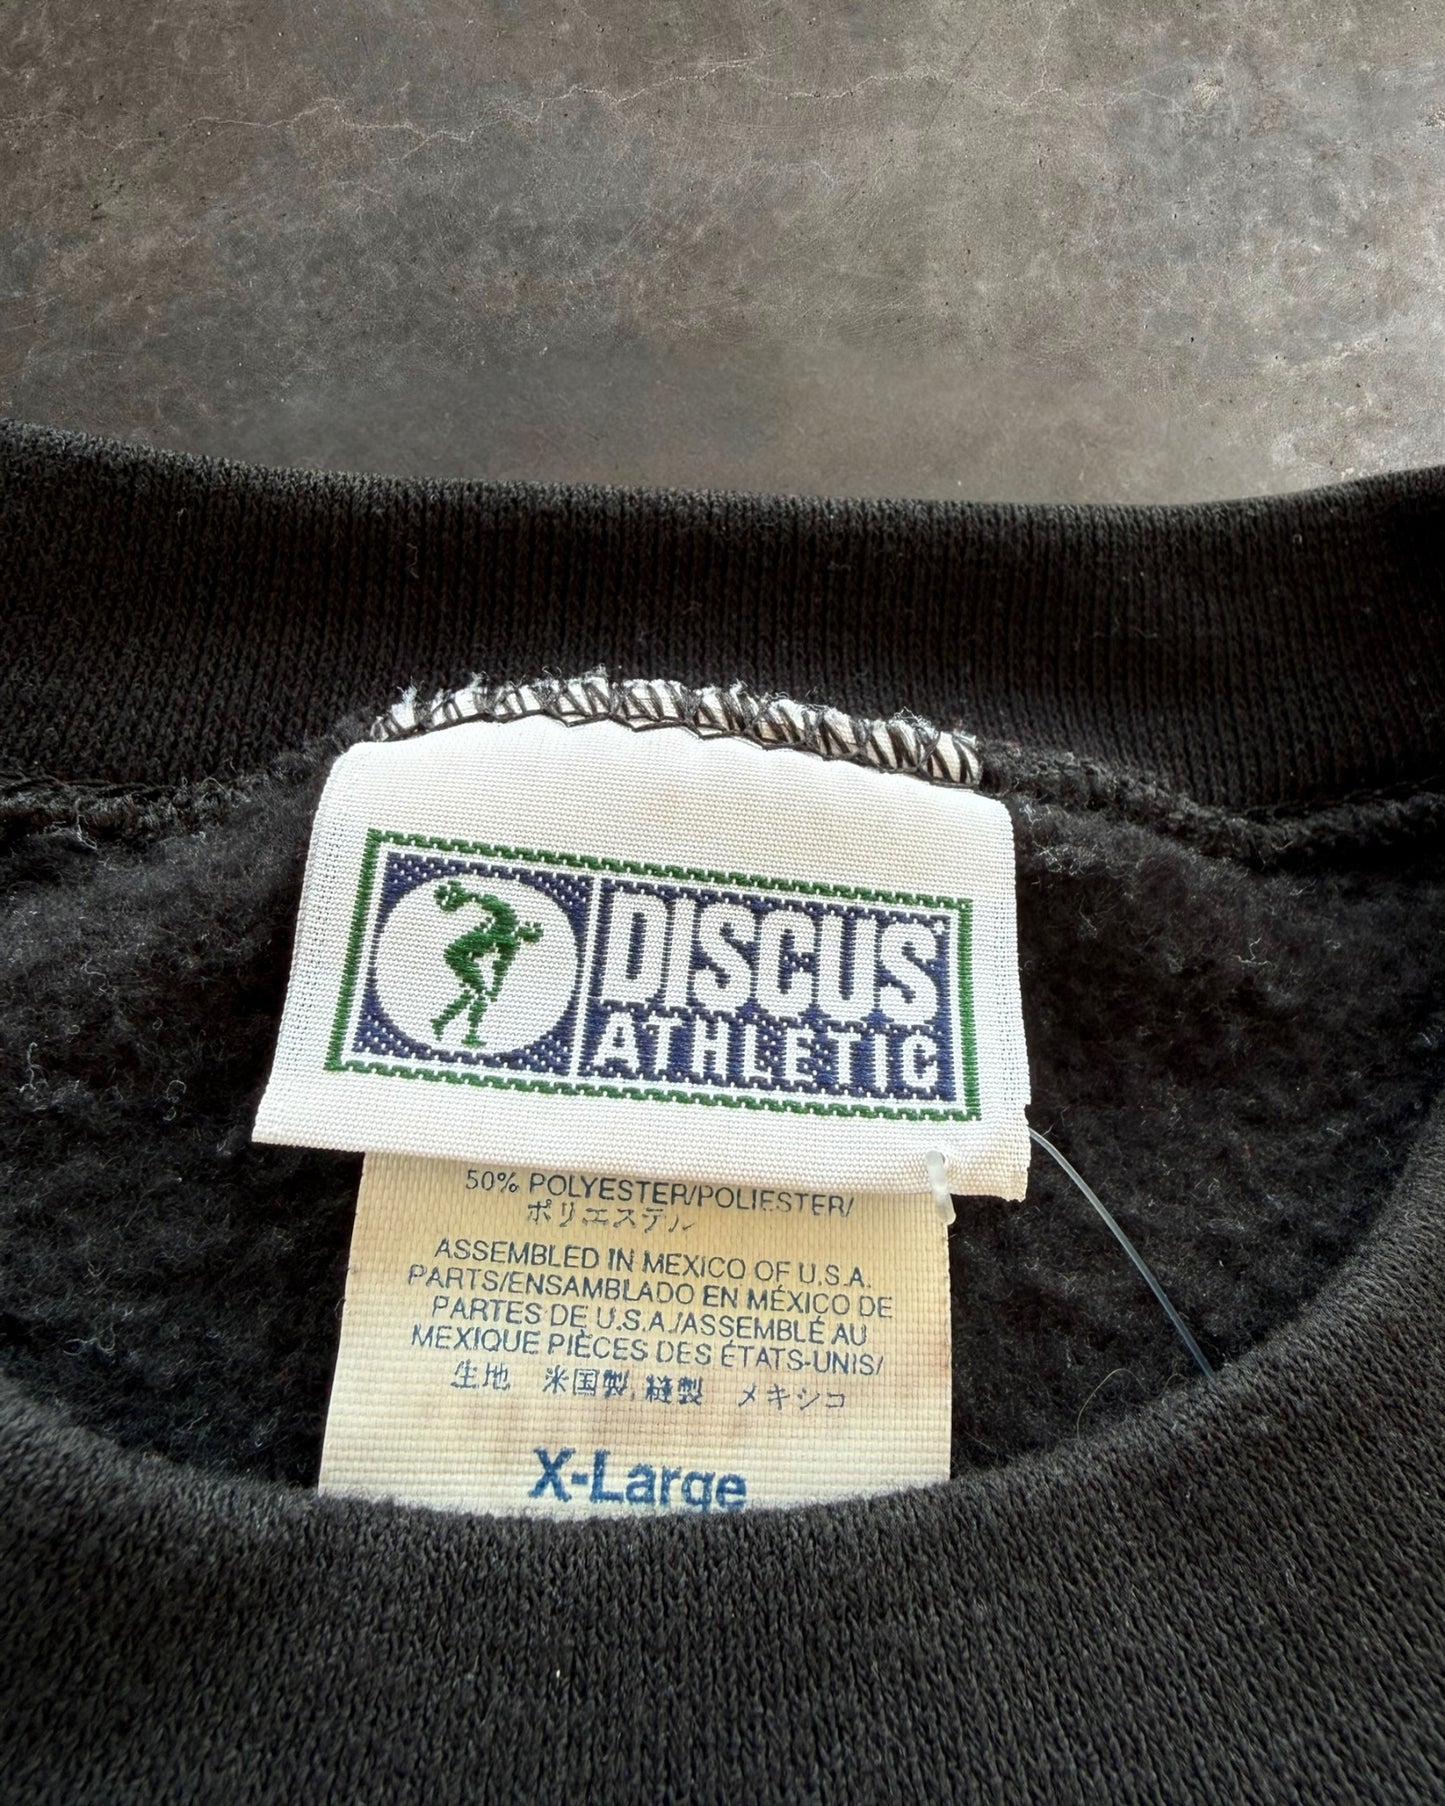 DISCUS
ATHLETIC
50% POLYESTER/POLIESTER/
ポリエステル
ASSEMBLED IN MEXICO OF U.S.A.
PARTS/ENSAMBLADO EN MÉXICO DE
PARTES DE U.S.A./ASSEMBLÉ AU
MEXIQUE PIÈCES DES ÉTATS-UNIS/
生地 米国製, 縫製 メキシコ
X-Large